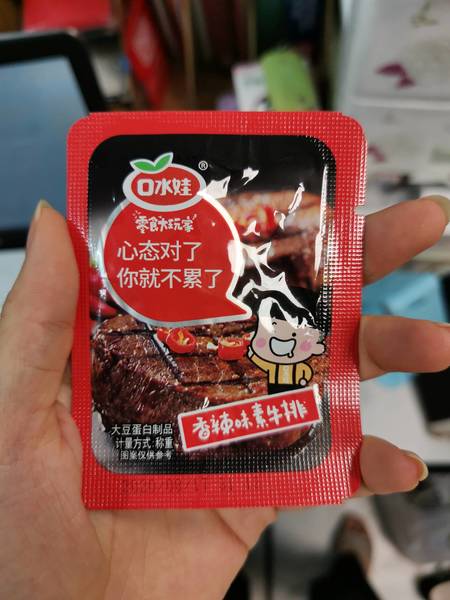 口水娃®
零食大玩家
心态对了
你就不累了
香辣味素牛排
大豆蛋白制品
计量方式:称重
图案仅供参考